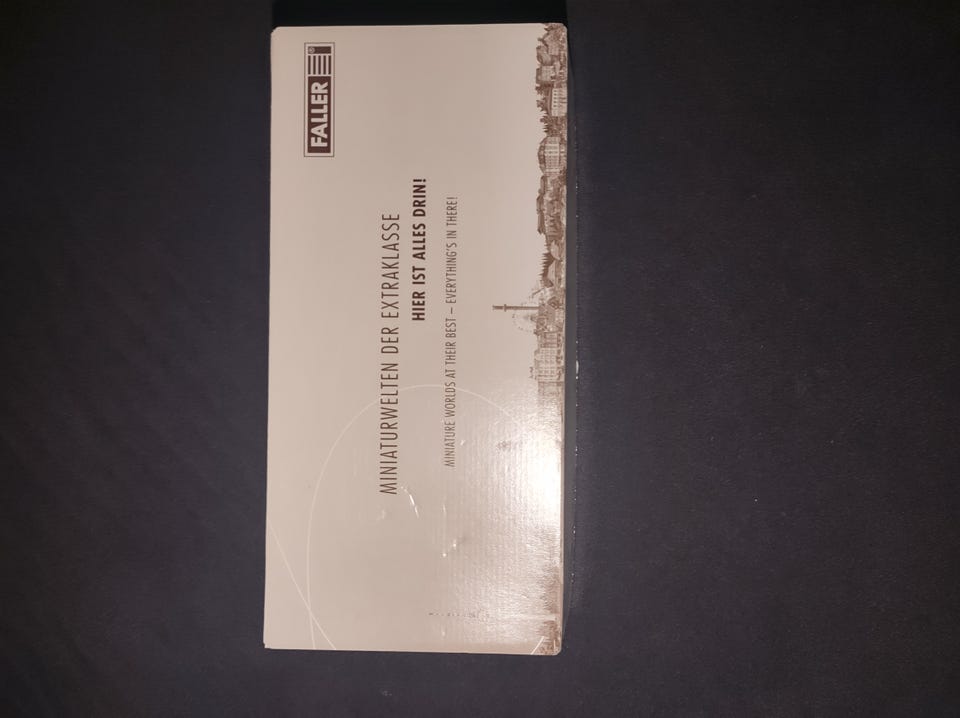 FALLER
MINIATURWELTEN DER EXTRAKLASSE
HIER IST ALLES DRIN!
MINIATURE WORLDS AT THEIR BEST – EVERYTHING'S IN THERE!